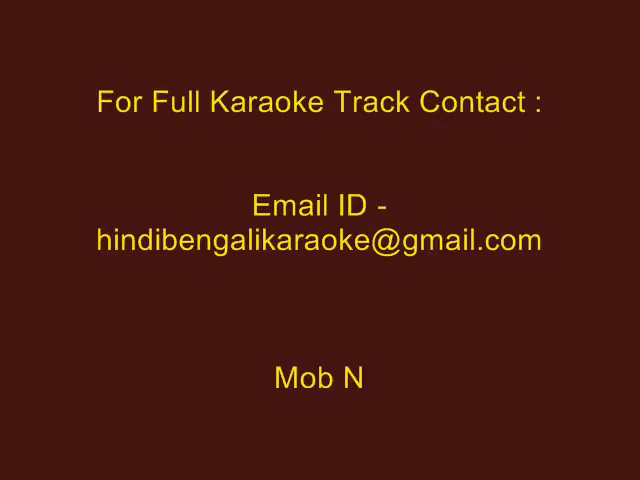 For Full Karaoke Track Contact :
Email ID -
hindibengalikaraoke@gmail.com
Mob N